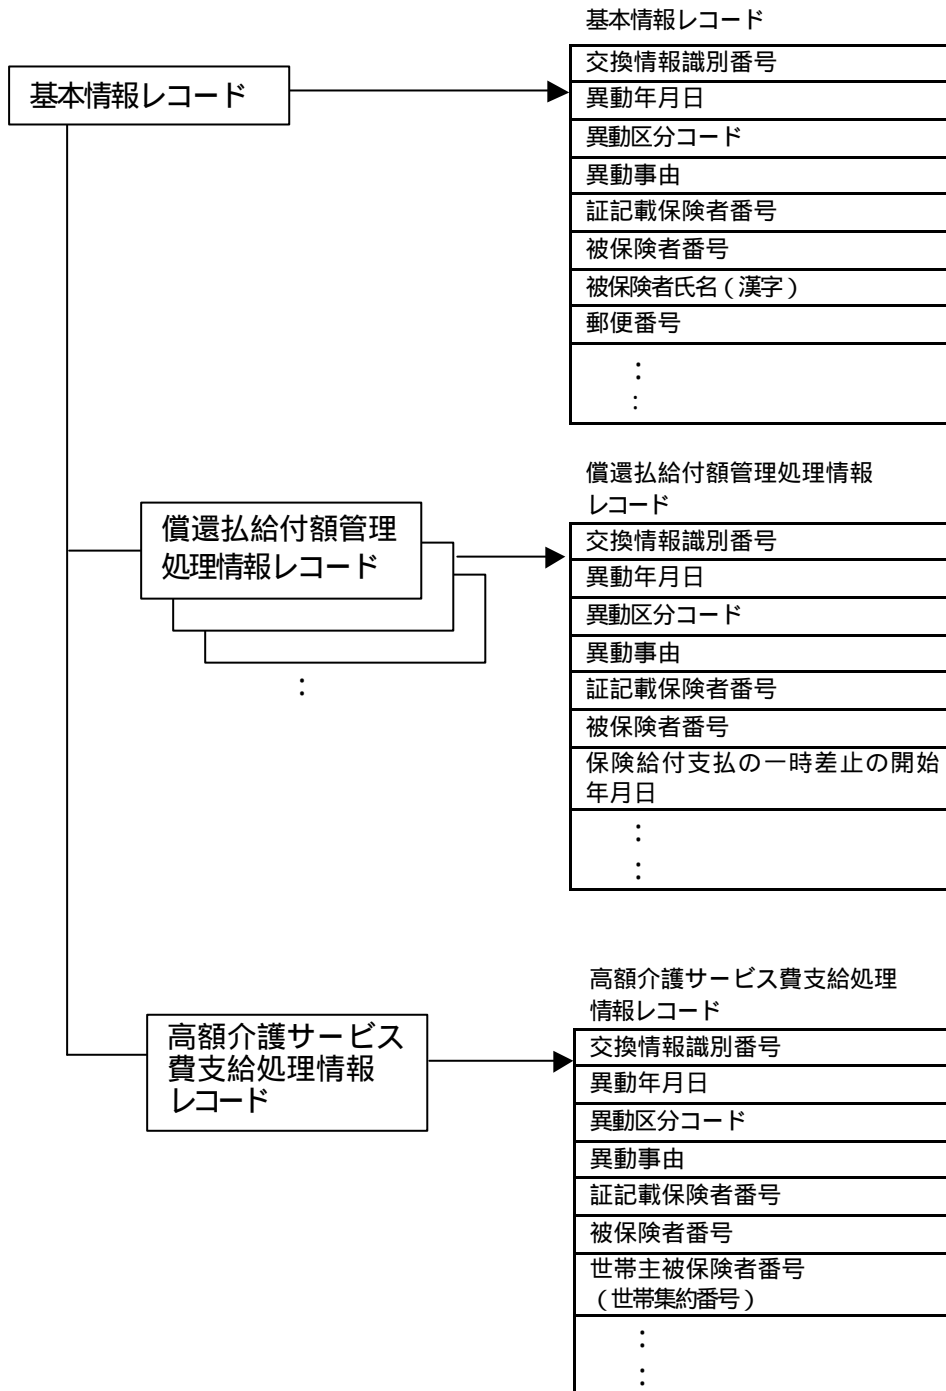 基本情報レコード
基本情報レコード
交換情報識別番号
異動年月日
異動区分コード
異動事由
証記載保険者番号
被保険者番号
被保険者氏名(漢字)
郵便番号
:
:
償還払給付額管理
処理情報レコード
:
償還払給付額管理処理情報
レコード
交換情報識別番号
異動年月日
異動区分コード
異動事由
証記載保険者番号
被保険者番号
保険給付支払の一時差止の開始
年月日
:
:
高額介護サービス
費支給処理情報
レコード
高額介護サービス費支給処理
情報レコード
交換情報識別番号
異動年月日
異動区分コード
異動事由
証記載保険者番号
被保険者番号
世帯主被保険者番号
(世帯集約番号)
:
: